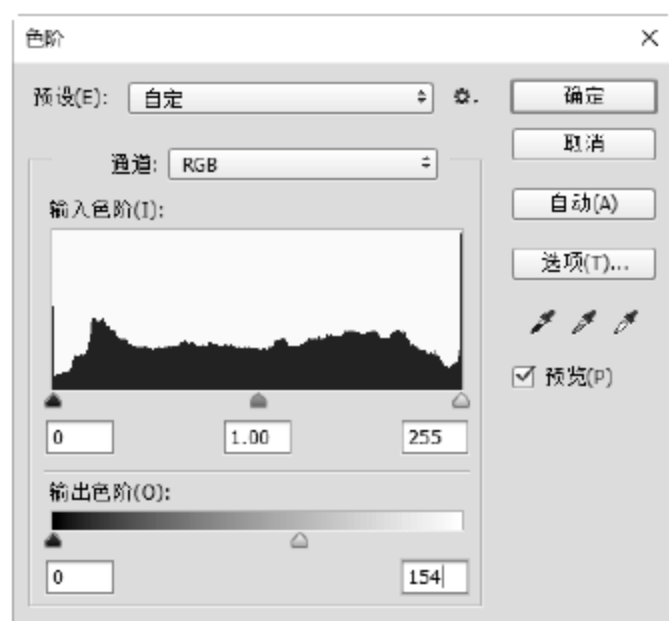 色阶
预设(E): 自定
确定
取消
通道: RGB
自动(A)
输入色阶(I):
选项(T)...
预览(P)
0 1.00 255
输出色阶(O):
0 154